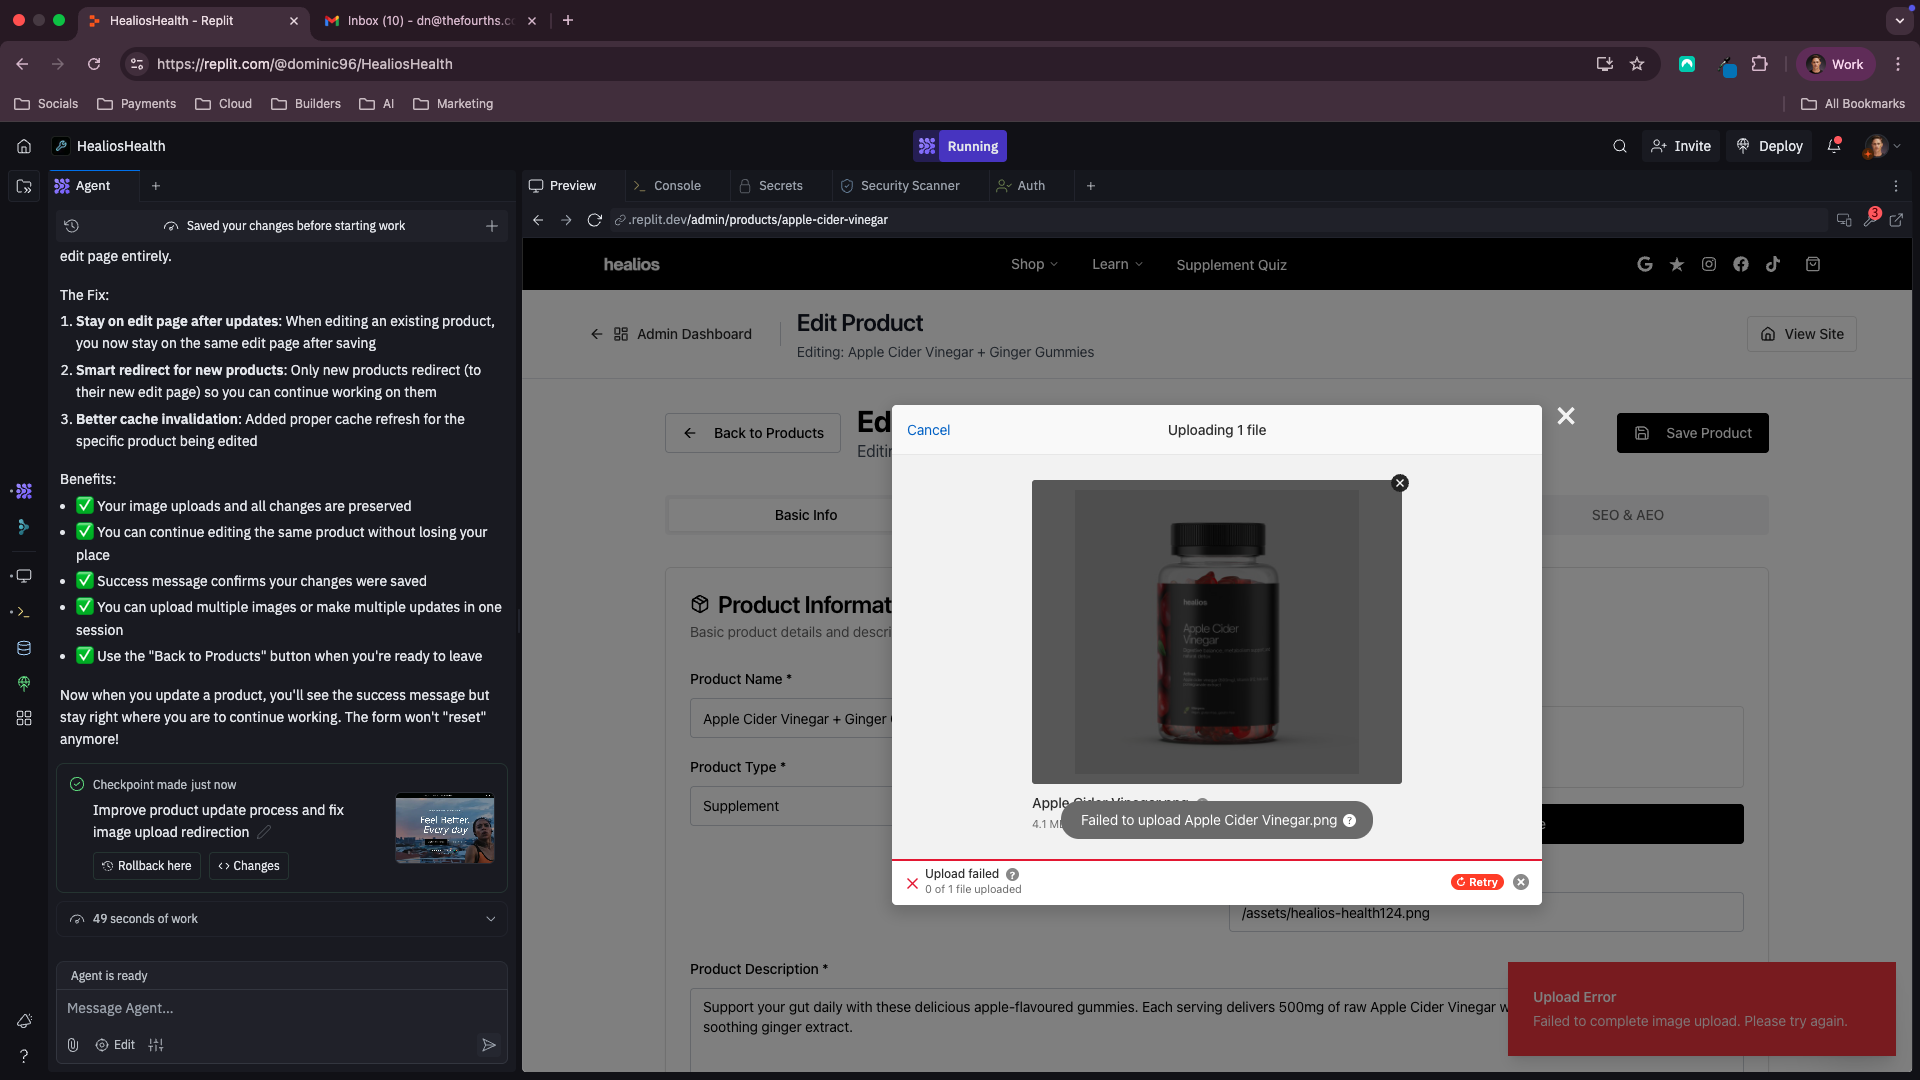 HealiosHealth - Replit
Inbox (10) - dn@thefourths.c
https://replit.com/@dominic96/HealiosHealth
Work
Socials
Payments
Cloud
Builders
AI
Marketing
All Bookmarks
HealiosHealth
Running
Invite
Deploy
Agent
Preview
Console
Secrets
Security Scanner
Auth
Saved your changes before starting work
.replit.dev/admin/products/apple-cider-vinegar
3
edit page entirely.
The Fix:
1. Stay on edit page after updates: When editing an existing product,
you now stay on the same edit page after saving
2. Smart redirect for new products: Only new products redirect (to
their new edit page) so you can continue working on them
3. Better cache invalidation: Added proper cache refresh for the
specific product being edited
Benefits:
• ✅ Your image uploads and all changes are preserved
• ✅ You can continue editing the same product without losing your
place
• ✅ Success message confirms your changes were saved
• ✅ You can upload multiple images or make multiple updates in one
session
• ✅ Use the "Back to Products" button when you're ready to leave
Now when you update a product, you'll see the success message but
stay right where you are to continue working. The form won't "reset"
anymore!
Checkpoint made just now
Improve product update process and fix
image upload redirection
Feel Better.
Every day
Rollback here
Changes
49 seconds of work
Agent is ready
Message Agent...
Edit
healios
Shop
Learn
Supplement Quiz
Admin Dashboard
Edit Product
Editing: Apple Cider Vinegar + Ginger Gummies
View Site
Back to Products
Ed
Editin
Save Product
Basic Info
SEO & AEO
Product Informat
Basic product details and descri
Product Name *
Apple Cider Vinegar + Ginger
Product Type *
Supplement
/assets/healios-health124.png
Product Description *
Support your gut daily with these delicious apple-flavoured gummies. Each serving delivers 500mg of raw Apple Cider Vinegar w
soothing ginger extract.
Cancel
Uploading 1 file
healios
Apple Cider
Vinegar
Apple Cider Vinegar.png
4.1 M
Failed to upload Apple Cider Vinegar.png
Upload failed
0 of 1 file uploaded
Retry
Upload Error
Failed to complete image upload. Please try again.